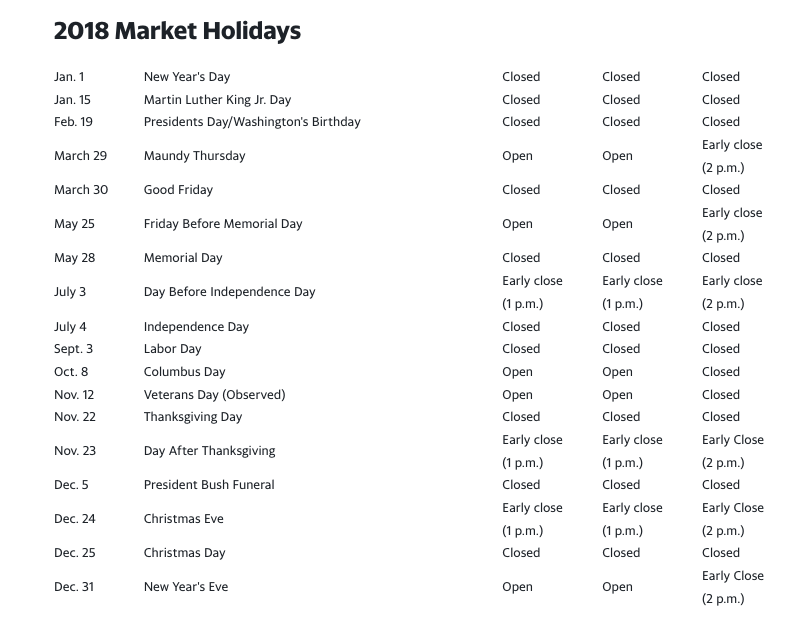 2018 Market Holidays
Jan. 1 New Year's Day Closed Closed Closed
Jan. 15 Martin Luther King Jr. Day Closed Closed Closed
Feb. 19 Presidents Day/Washington's Birthday Closed Closed Closed
March 29 Maundy Thursday Open Open Early close (2 p.m.)
March 30 Good Friday Closed Closed Closed
May 25 Friday Before Memorial Day Open Open Early close (2 p.m.)
May 28 Memorial Day Closed Closed Closed
July 3 Day Before Independence Day Early close (1 p.m.) Early close (1 p.m.) Early close (2 p.m.)
July 4 Independence Day Closed Closed Closed
Sept. 3 Labor Day Closed Closed Closed
Oct. 8 Columbus Day Open Open Closed
Nov. 12 Veterans Day (Observed) Open Open Closed
Nov. 22 Thanksgiving Day Closed Closed Closed
Nov. 23 Day After Thanksgiving Early close (1 p.m.) Early close (1 p.m.) Early Close (2 p.m.)
Dec. 5 President Bush Funeral Closed Closed Closed
Dec. 24 Christmas Eve Early close (1 p.m.) Early close (1 p.m.) Early Close (2 p.m.)
Dec. 25 Christmas Day Closed Closed Closed
Dec. 31 New Year's Eve Open Open Early Close (2 p.m.)